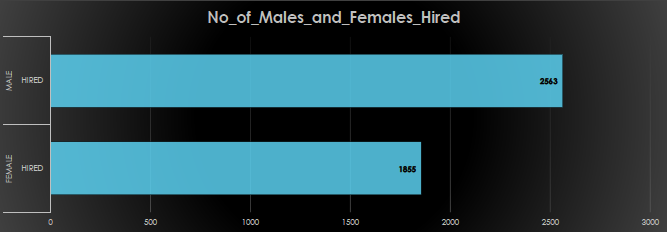 No_of_Males_and_Females_Hired
MALE
HIRED
2563
FEMALE
HIRED
1855
0 500 1000 1500 2000 2500 3000